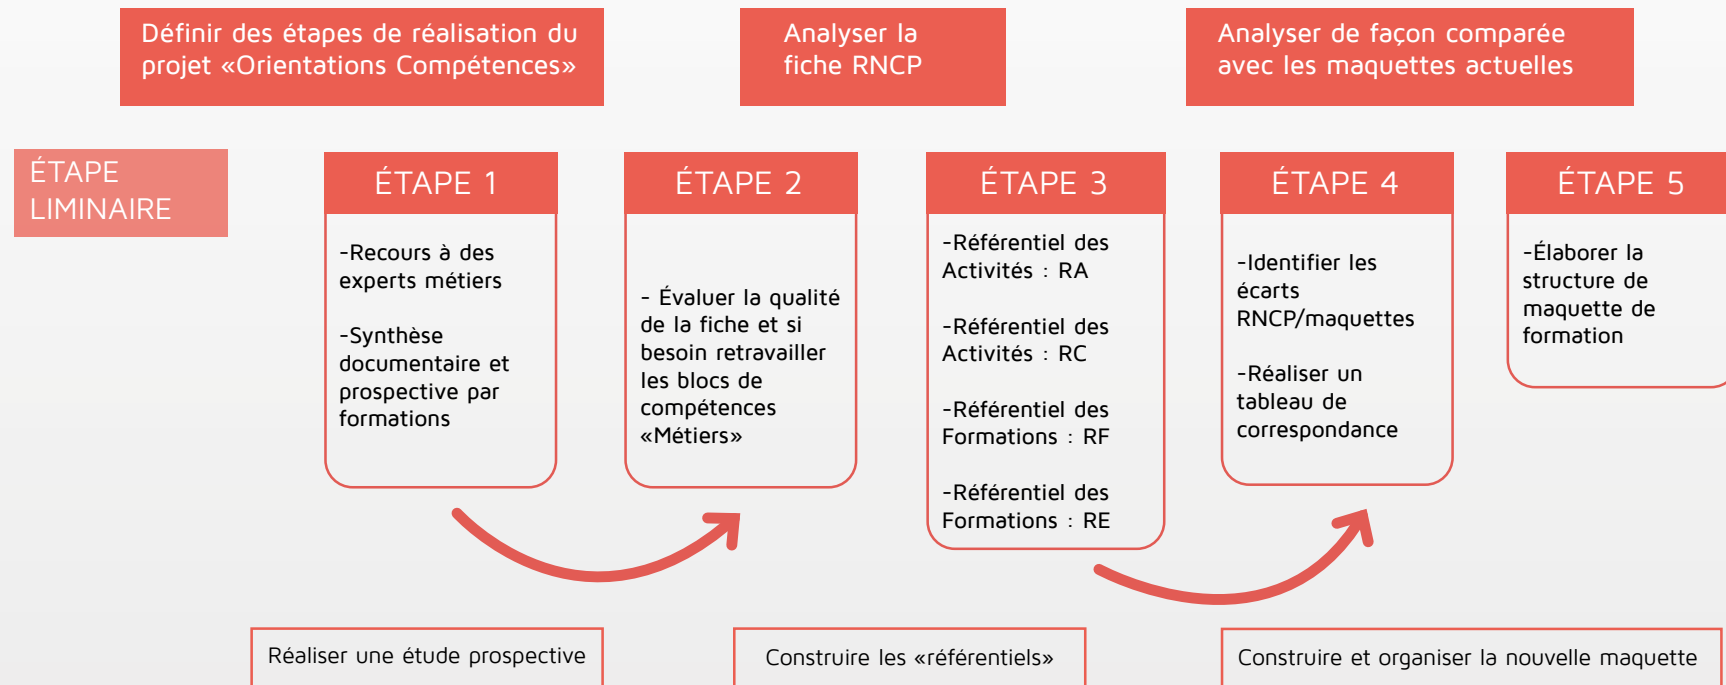 Définir des étapes de réalisation du
projet «Orientations Compétences»
Analyser la
fiche RNCP
Analyser de façon comparée
avec les maquettes actuelles
ÉTAPE
LIMINAIRE
ÉTAPE 1
-Recours à des
experts métiers
-Synthèse
documentaire et
prospective par
formations
ÉTAPE 2
- Évaluer la qualité
de la fiche et si
besoin retravailler
les blocs de
compétences
«Métiers»
ÉTAPE 3
-Référentiel des
Activités : RA
-Référentiel des
Activités : RC
-Référentiel des
Formations : RF
-Référentiel des
Formations : RE
ÉTAPE 4
-Identifier les
écarts
RNCP/maquettes
-Réaliser un
tableau de
correspondance
ÉTAPE 5
-Élaborer la
structure de
maquette de
formation
Réaliser une étude prospective
Construire les «référentiels»
Construire et organiser la nouvelle maquette